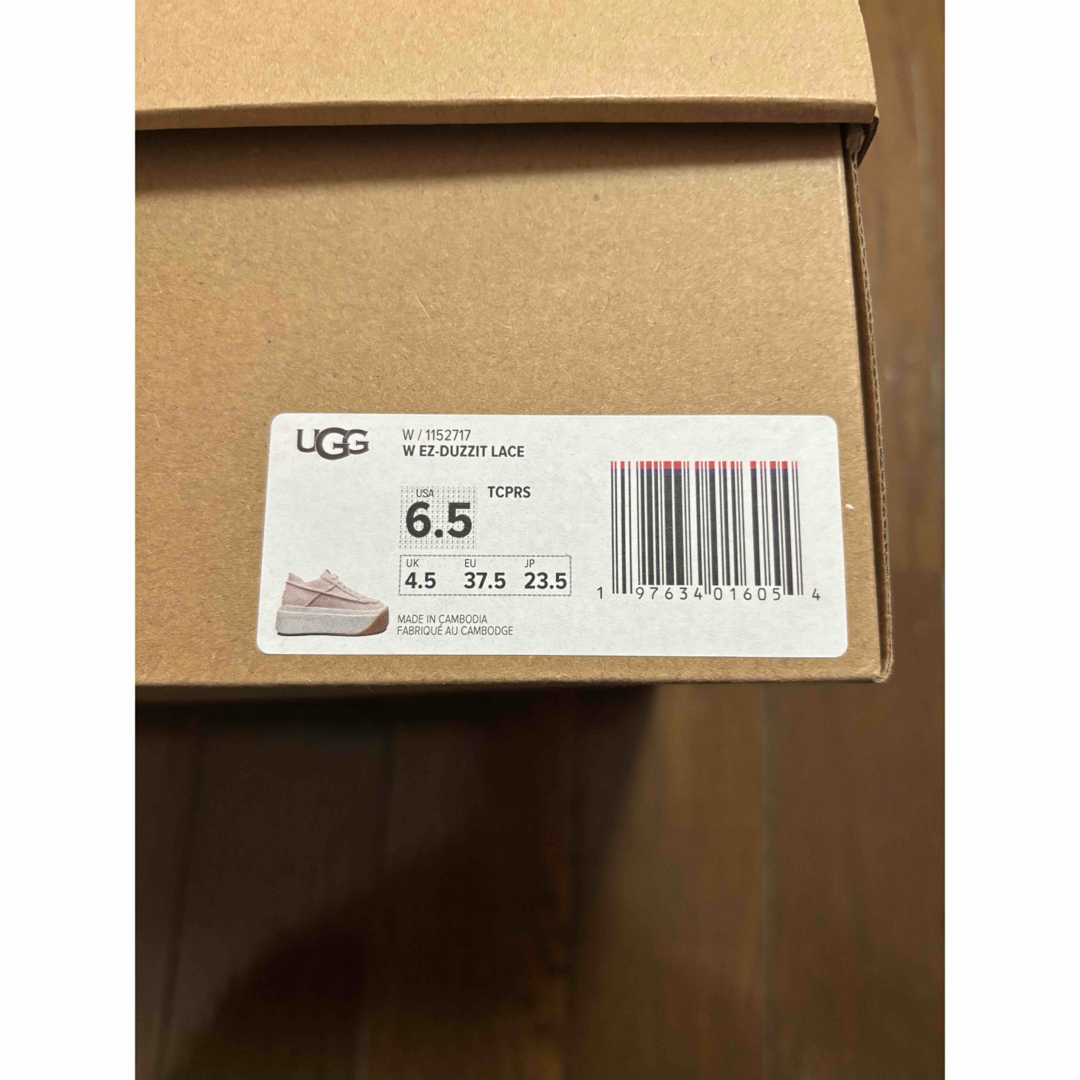 UGG
W / 1152717
W EZ-DUZZIT LACE
USA
6.5
TCPRS
UK EU JP
4.5 37.5 23.5
MADE IN CAMBODIA
FABRIQUÉ AU CAMBODGE
1 97634 01605 4